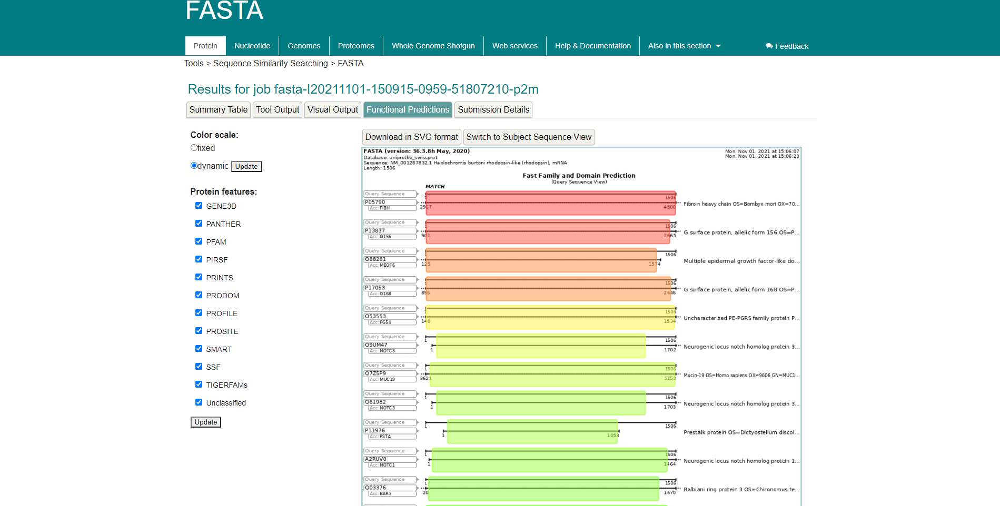 FASTA
Protein Nucleotide Genomes Proteomes Whole Genome Shotgun Web services Help & Documentation Also in this section Feedback
Tools > Sequence Similarity Searching > FASTA
Results for job fasta-I20211101-150915-0959-51807210-p2m
Summary Table Tool Output Visual Output Functional Predictions Submission Details
Color scale:
fixed
dynamic Update
Protein features:
GENE3D
PANTHER
PFAM
PIRSF
PRINTS
PRODOM
PROFILE
PROSITE
SMART
SSF
TIGERFAMs
Unclassified
Update
Download in SVG format Switch to Subject Sequence View
FASTA (version: 36.3.8h May, 2020) Mon, Nov 01, 2021 at 15:06:07
Database: uniprotkb_swissprot Mon, Nov 01, 2021 at 15:06:23
Sequence: NM_001287832.1 Haplochromis burtoni rhodopsin-like (rhodopsin), mRNA
Length: 1506
Fast Family and Domain Prediction
(Query Sequence View)
MATCH
Query Sequence 1 1506
P05790 2967 4500 Fibroin heavy chain OS=Bombyx mori OX=70...
Acc: FIBH
Query Sequence 1 1506
P13837 901 2665 G surface protein, allelic form 156 OS=P...
Acc: G156
Query Sequence 1 1506
O88281 125 1574 Multiple epidermal growth factor-like do...
Acc: MEGF6
Query Sequence 1 1506
P17053 896 2646 G surface protein, allelic form 168 OS=P...
Acc: G168
Query Sequence 1 1506
O53553 140 1534 Uncharacterized PE-PGRS family protein P...
Acc: PG54
Query Sequence 1 1506
Q9UM47 1 1702 Neurogenic locus notch homolog protein 3...
Acc: NOTC3
Query Sequence 1 1506
Q7Z5P9 3621 5152 Mucin-19 OS=Homo sapiens OX=9606 GN=MUC1...
Acc: MUC19
Query Sequence 1 1506
Q61982 1 1703 Neurogenic locus notch homolog protein 3...
Acc: NOTC3
Query Sequence 1 1506
P11976 1 1053 Prestalk protein OS=Dictyostelium discoi...
Acc: PSTA
Query Sequence 1 1506
A2RUV0 1 1464 Neurogenic locus notch homolog protein 1...
Acc: NOTC1
Query Sequence 1 1506
Q03376 20 1670 Balbiani ring protein 3 OS=Chironomus te...
Acc: BAR3